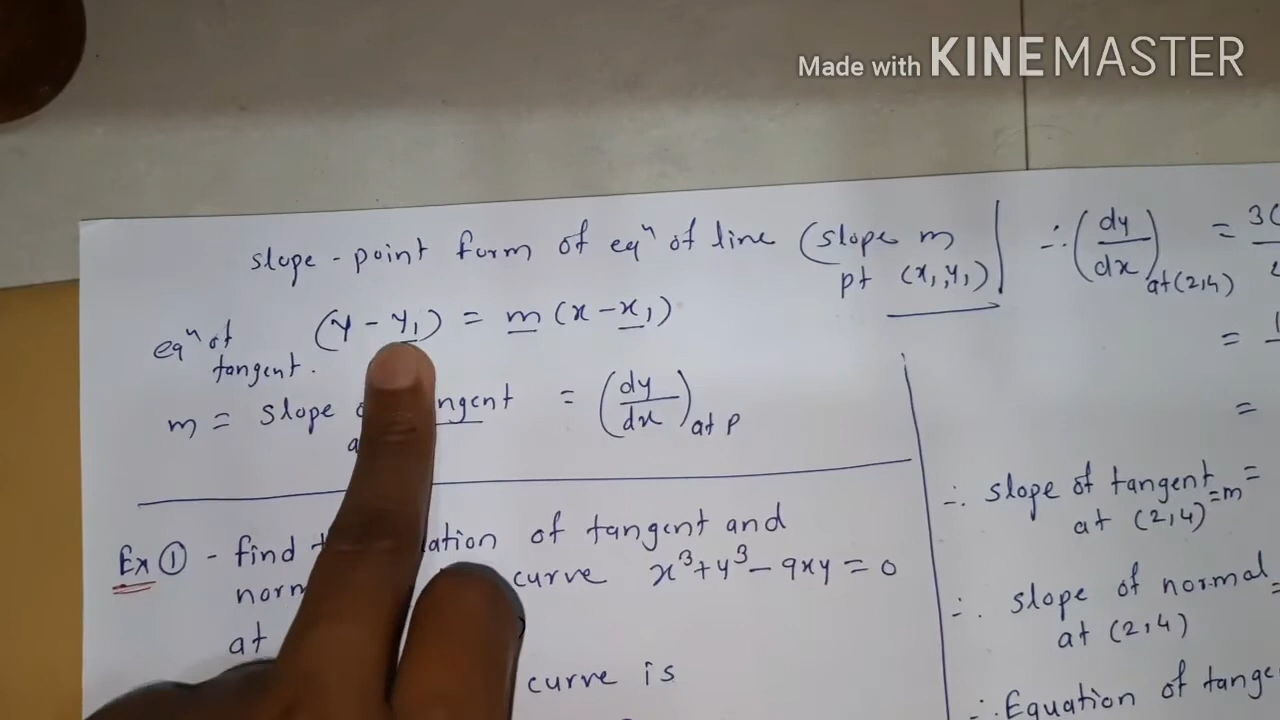 Made with KINEMASTER
slope - point form of eqⁿ of line (slope m
pt (x₁, y₁)
eqⁿ of
tangent.
(y - y₁) = m (x - x₁)
m = slope ngent = (dy/dx) at P
Ex ① - find ation of tangent and
norm curve x³ + y³ - 9xy = 0
at
curve is
∴ (dy/dx) at (2,4) =
=
=
∴ slope of tangent = m =
at (2,4)
∴ slope of normal =
at (2,4)
∴ Equation of tange